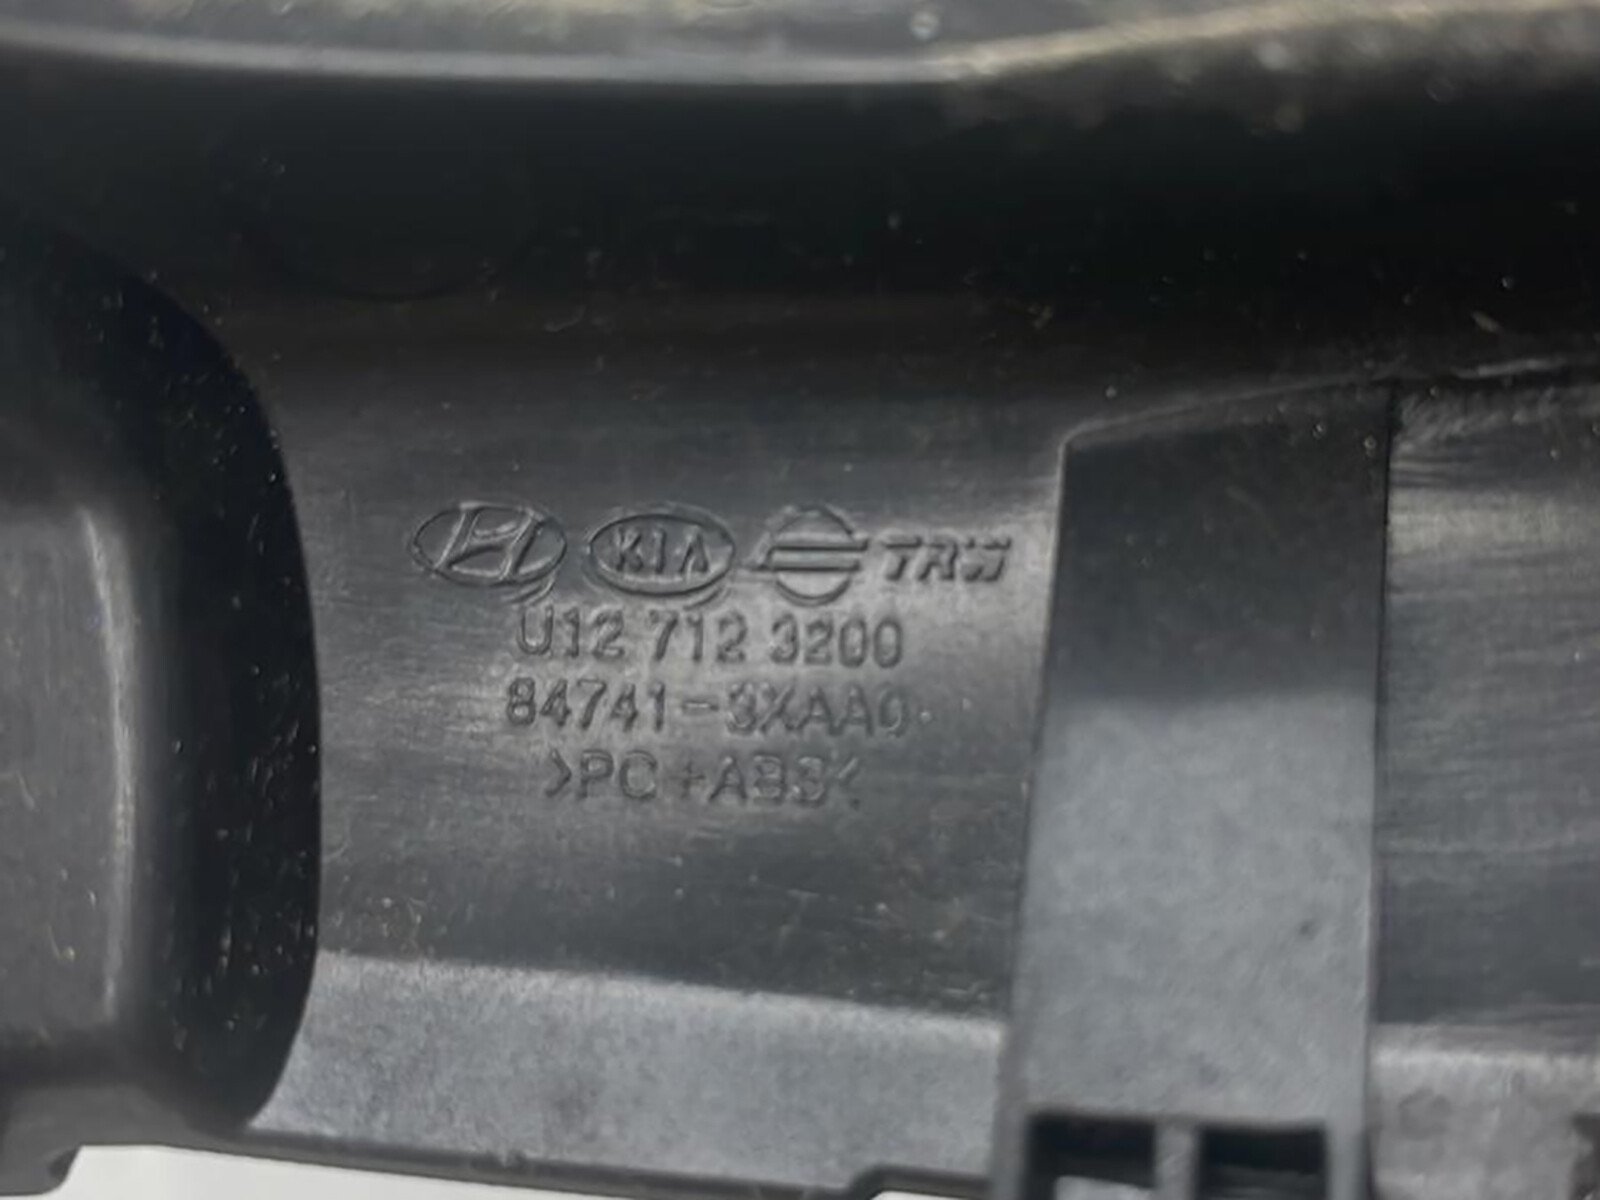 KIA TRW
U12 712 3200
84741-3XAA0
>PC+ABS<